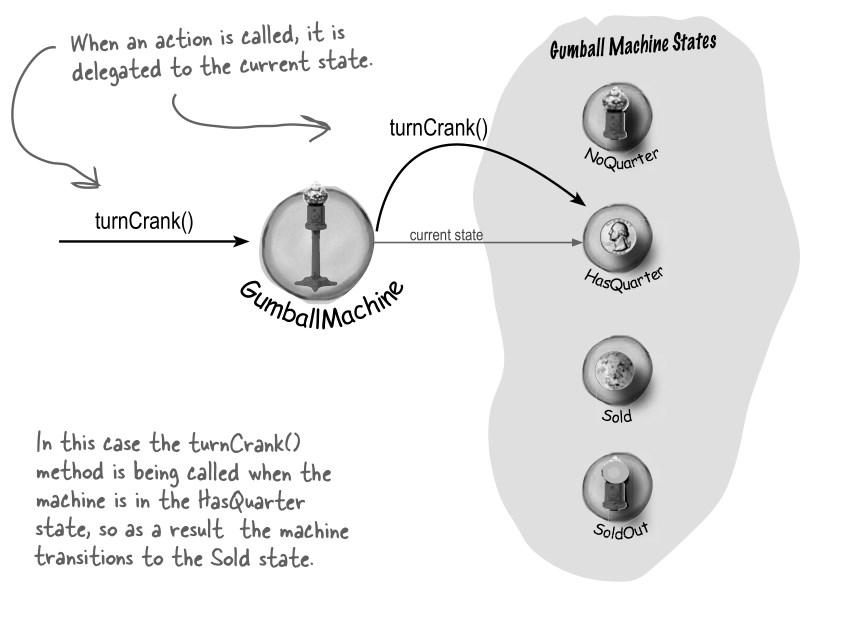 When an action is called, it is
delegated to the current state.
Gumball Machine States
turnCrank()
NoQuarter
turnCrank()
current state
GumballMachine
HasQuarter
Sold
In this case the turnCrank()
method is being called when the
machine is in the HasQuarter
state, so as a result the machine
transitions to the Sold state.
SoldOut